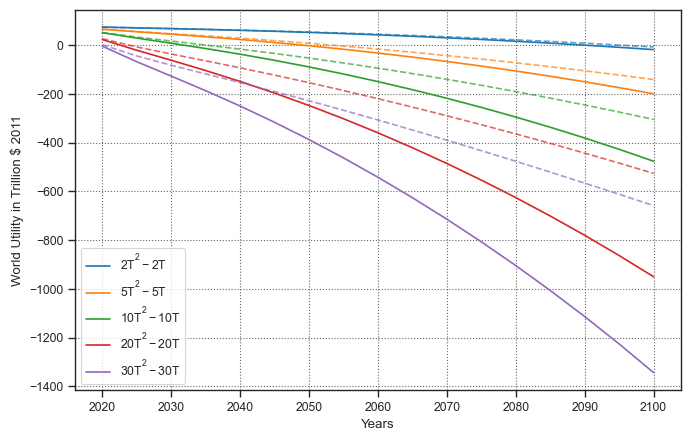 World Utility in Trillion $ 2011
0
−200
−400
−600
−800
−1000
−1200
−1400
2T² − 2T
5T² − 5T
10T² − 10T
20T² − 20T
30T² − 30T
2020 2030 2040 2050 2060 2070 2080 2090 2100
Years